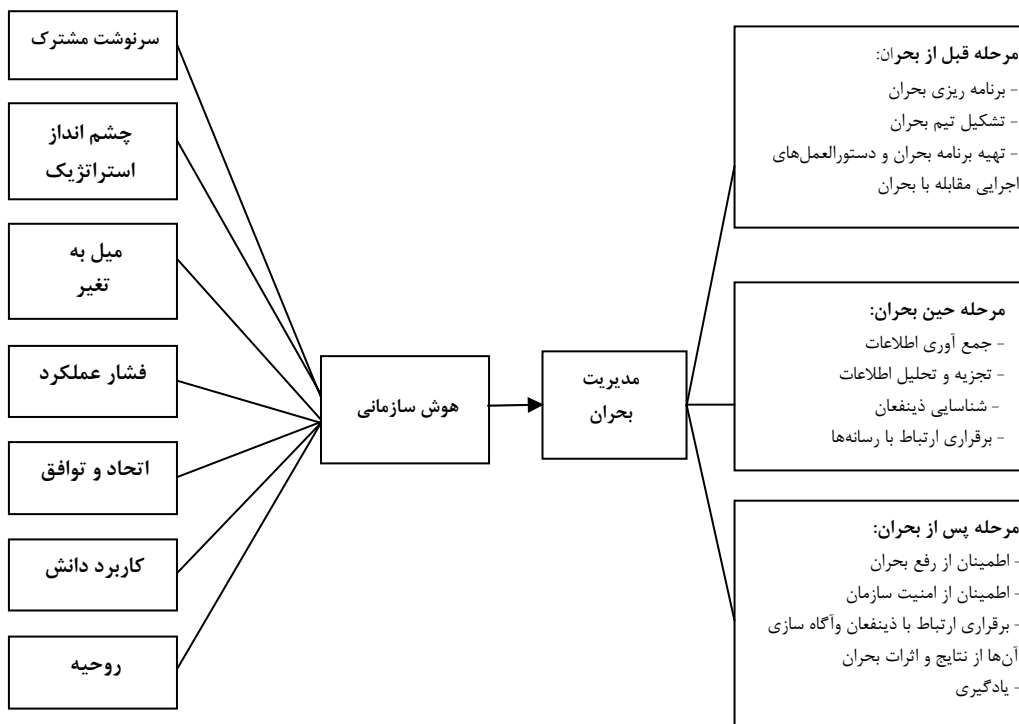 سرنوشت مشترک
چشم انداز
استراتژیک
میل به
تغیر
فشار عملکرد
اتحاد و توافق
کاربرد دانش
روحیه
هوش سازمانی
مدیریت
بحران
مرحله قبل از بحران:
- برنامه ریزی بحران
- تشکیل تیم بحران
- تهیه برنامه بحران و دستورالعمل‌های
اجرایی مقابله با بحران
مرحله حین بحران:
- جمع آوری اطلاعات
- تجزیه و تحلیل اطلاعات
- شناسایی ذینفعان
- برقراری ارتباط با رسانه‌ها
مرحله پس از بحران:
- اطمینان از رفع بحران
- اطمینان از امنیت سازمان
- برقراری ارتباط با ذینفعان وآگاه سازی
آن‌ها از نتایج و اثرات بحران
- یادگیری